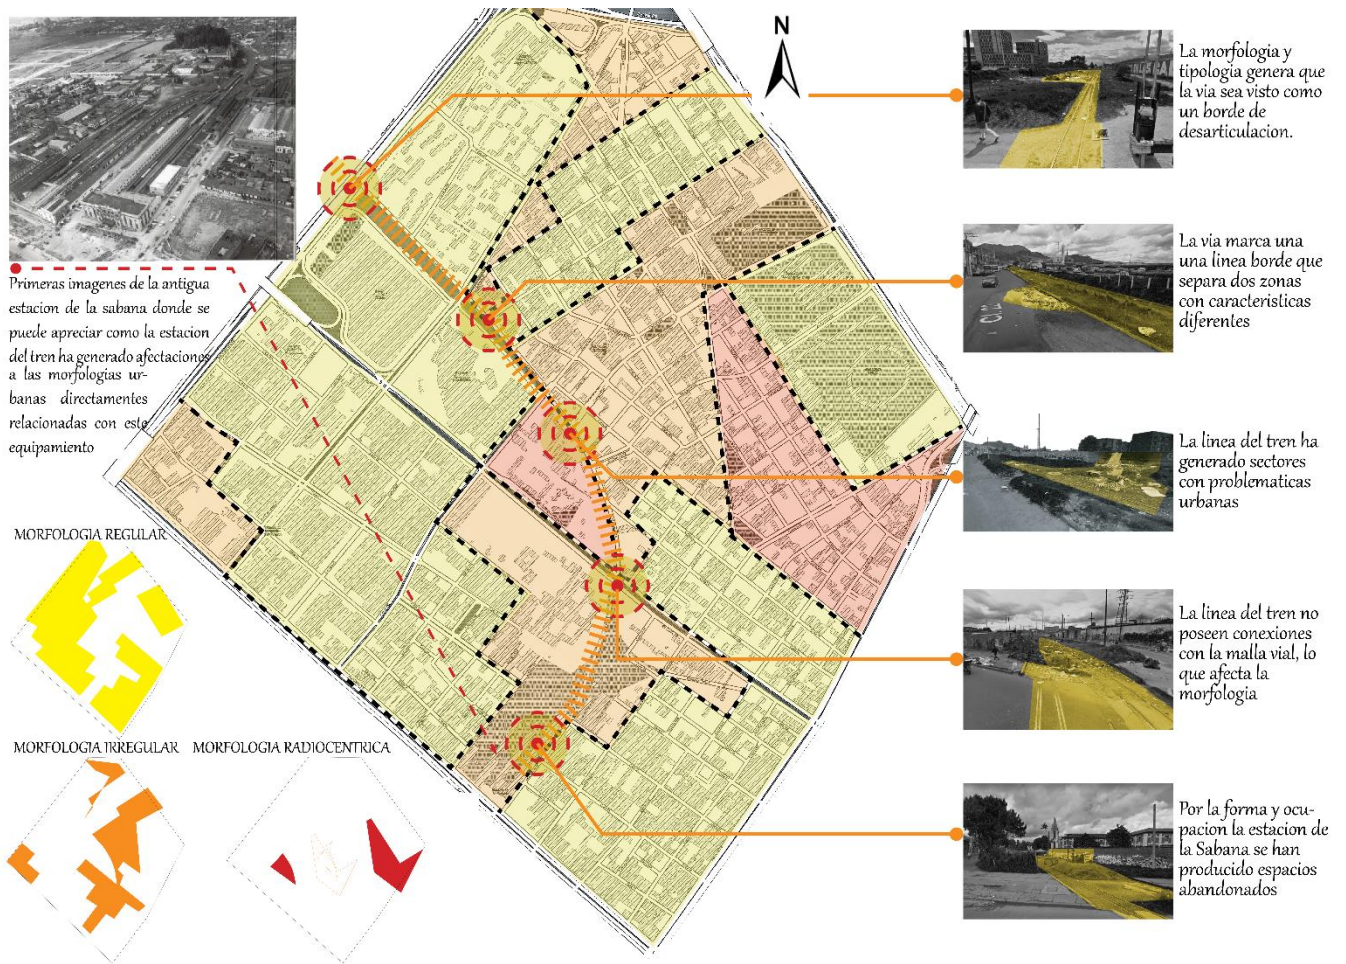 N
La morfologia y
tipologia genera que
la via sea visto como
un borde de
desarticulacion.
La via marca una
una linea borde que
separa dos zonas
con caracteristicas
diferentes
Primeras imagenes de la antigua
estacion de la sabana donde se
puede apreciar como la estacion
del tren ha generado afectaciones
a las morfologias ur-
banas directamentes
relacionadas con este
equipamiento
La linea del tren ha
generado sectores
con problematicas
urbanas
MORFOLOGIA REGULAR
La linea del tren no
poseen conexiones
con la malla vial, lo
que afecta la
morfologia
MORFOLOGIA IRREGULAR
MORFOLOGIA RADIOCENTRICA
Por la forma y ocu-
pacion la estacion de
la Sabana se han
producido espacios
abandonados